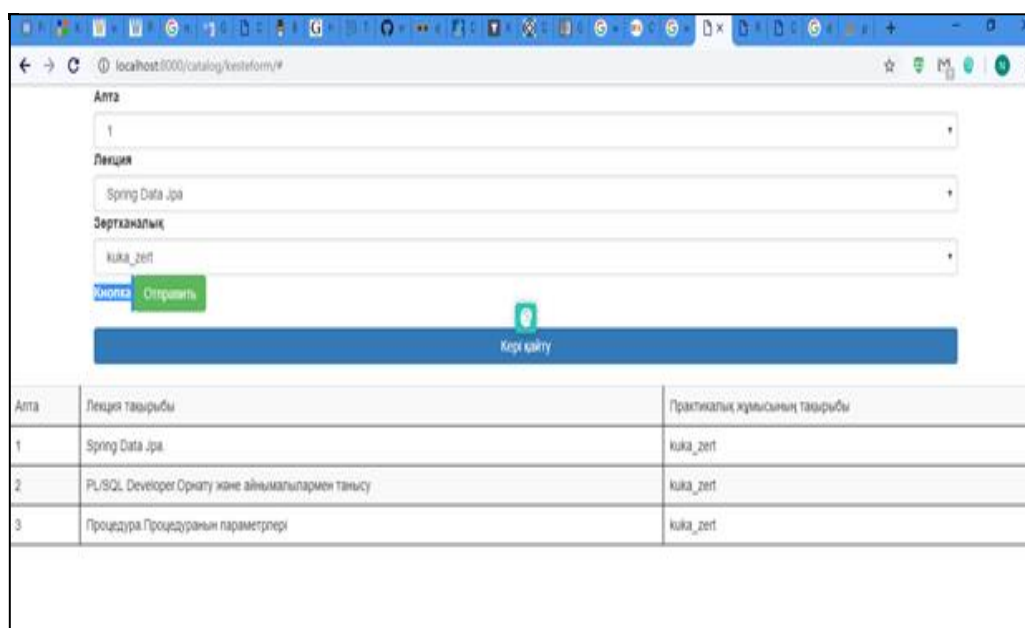 localhost:8000/catalog/kesteform/#
Апта
1
Лекция
Spring Data Jpa
Зертханалық
kuka_zert
Кнопка Отправить
Кері қайту
Апта Лекция тақырыбы Практикалық жұмысының тақырыбы
1 Spring Data Jpa kuka_zert
2 PL/SQL Developer.Орнату және айнымалылармен танысу kuka_zert
3 Процедура.Процедуранын параметрлері kuka_zert